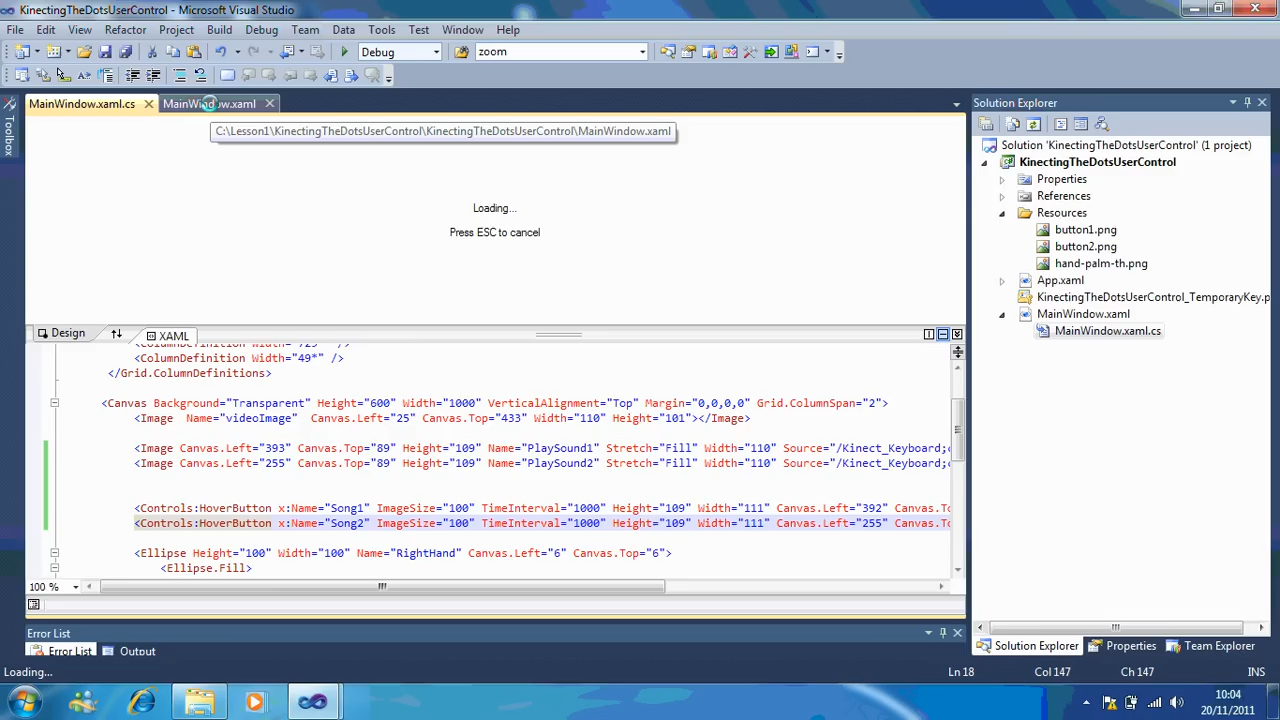 KinectingTheDotsUserControl - Microsoft Visual Studio
File Edit View Refactor Project Build Debug Team Data Tools Test Window Help
Debug zoom
MainWindow.xaml.cs MainWindow.xaml
C:\Lesson1\KinectingTheDotsUserControl\KinectingTheDotsUserControl\MainWindow.xaml
Toolbox
Loading...
Press ESC to cancel
Design XAML
<ColumnDefinition Width="725*" />
<ColumnDefinition Width="49*" />
</Grid.ColumnDefinitions>
<Canvas Background="Transparent" Height="600" Width="1000" VerticalAlignment="Top" Margin="0,0,0,0" Grid.ColumnSpan="2">
<Image Name="videoImage" Canvas.Left="25" Canvas.Top="433" Width="110" Height="101"></Image>
<Image Canvas.Left="393" Canvas.Top="89" Height="109" Name="PlaySound1" Stretch="Fill" Width="110" Source="/Kinect_Keyboard;c
<Image Canvas.Left="255" Canvas.Top="89" Height="109" Name="PlaySound2" Stretch="Fill" Width="110" Source="/Kinect_Keyboard;c
<Controls:HoverButton x:Name="Song1" ImageSize="100" TimeInterval="1000" Height="109" Width="111" Canvas.Left="392" Canvas.To
<Controls:HoverButton x:Name="Song2" ImageSize="100" TimeInterval="1000" Height="109" Width="111" Canvas.Left="255" Canvas.To
<Ellipse Height="100" Width="100" Name="RightHand" Canvas.Left="6" Canvas.Top="6">
<Ellipse.Fill>
100 %
Error List
Error List Output
Loading... Ln 18 Col 147 Ch 147 INS
Solution Explorer
Solution 'KinectingTheDotsUserControl' (1 project)
KinectingTheDotsUserControl
Properties
References
Resources
button1.png
button2.png
hand-palm-th.png
App.xaml
KinectingTheDotsUserControl_TemporaryKey.p
MainWindow.xaml
MainWindow.xaml.cs
Solution Explorer Properties Team Explorer
10:04
20/11/2011